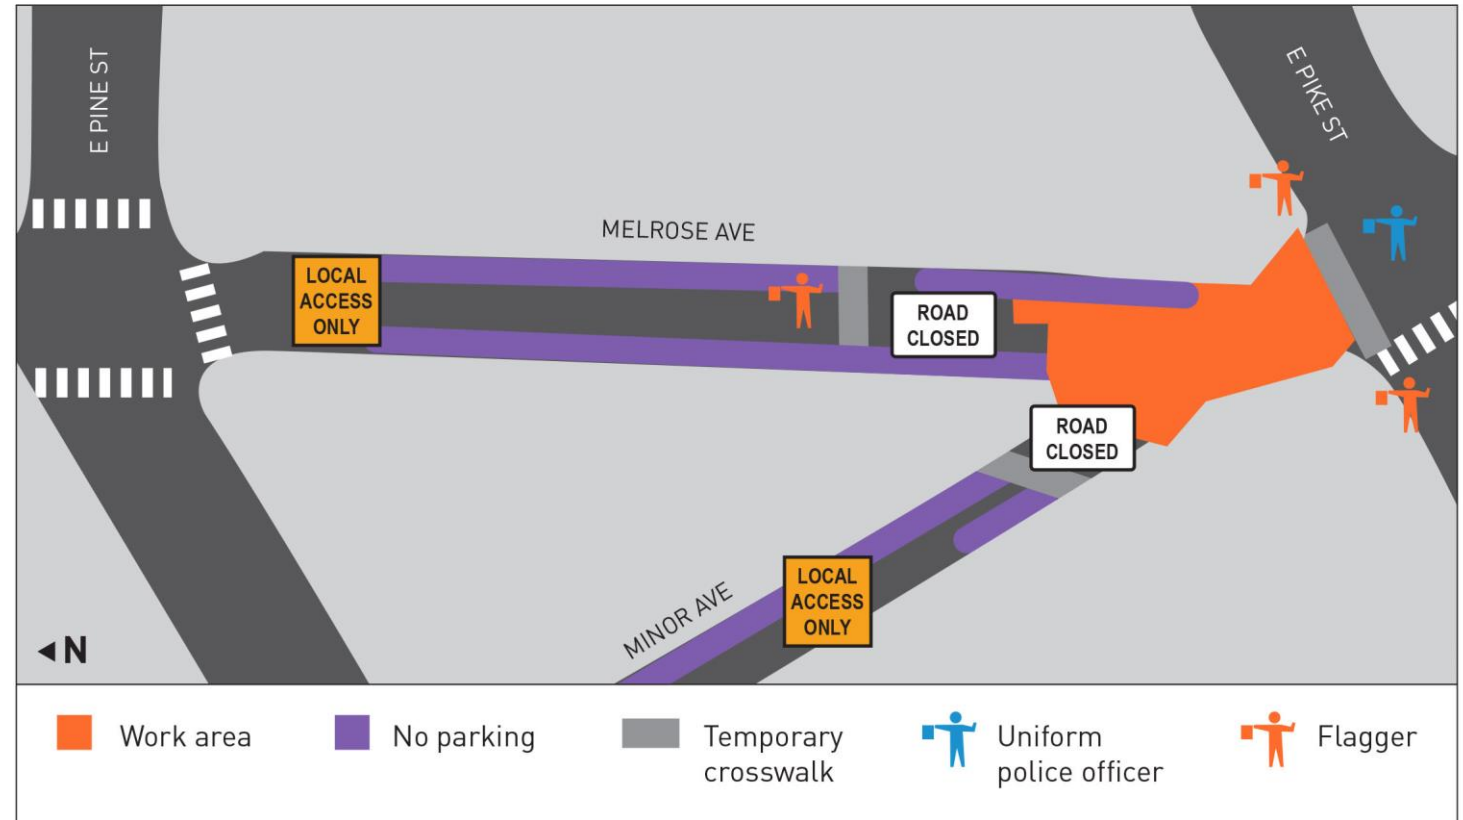 E PINE ST
E PIKE ST
MELROSE AVE
LOCAL
ACCESS
ONLY
ROAD
CLOSED
ROAD
CLOSED
LOCAL
ACCESS
ONLY
MINOR AVE
N
Work area
No parking
Temporary
crosswalk
Uniform
police officer
Flagger